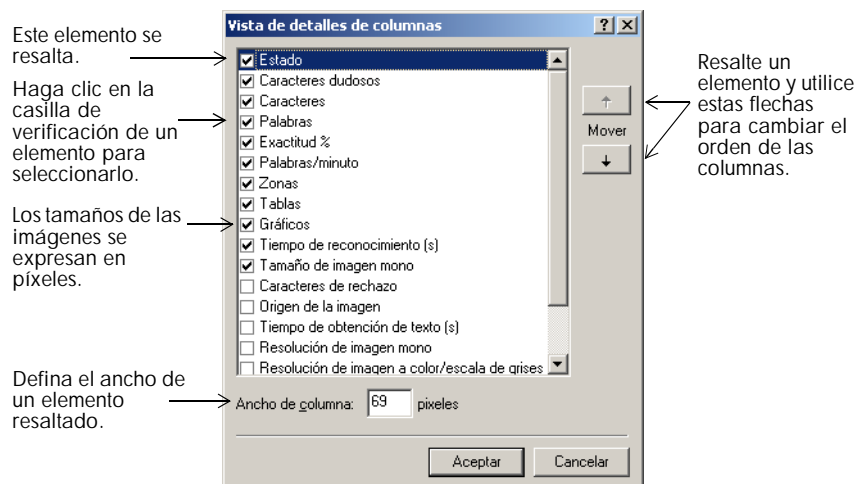 Vista de detalles de columnas
Este elemento se
resalta.
Haga clic en la
casilla de
verificación de un
elemento para
seleccionarlo.
Los tamaños de las
imágenes se
expresan en
píxeles.
Defina el ancho de
un elemento
resaltado.
Estado
Caracteres dudosos
Caracteres
Palabras
Exactitud %
Palabras/minuto
Zonas
Tablas
Gráficos
Tiempo de reconocimiento (s)
Tamaño de imagen mono
Caracteres de rechazo
Origen de la imagen
Tiempo de obtención de texto (s)
Resolución de imagen mono
Resolución de imagen a color/escala de grises
Mover
Resalte un
elemento y utilice
estas flechas
para cambiar el
orden de las
columnas.
Ancho de columna: 69 pixeles
Aceptar Cancelar